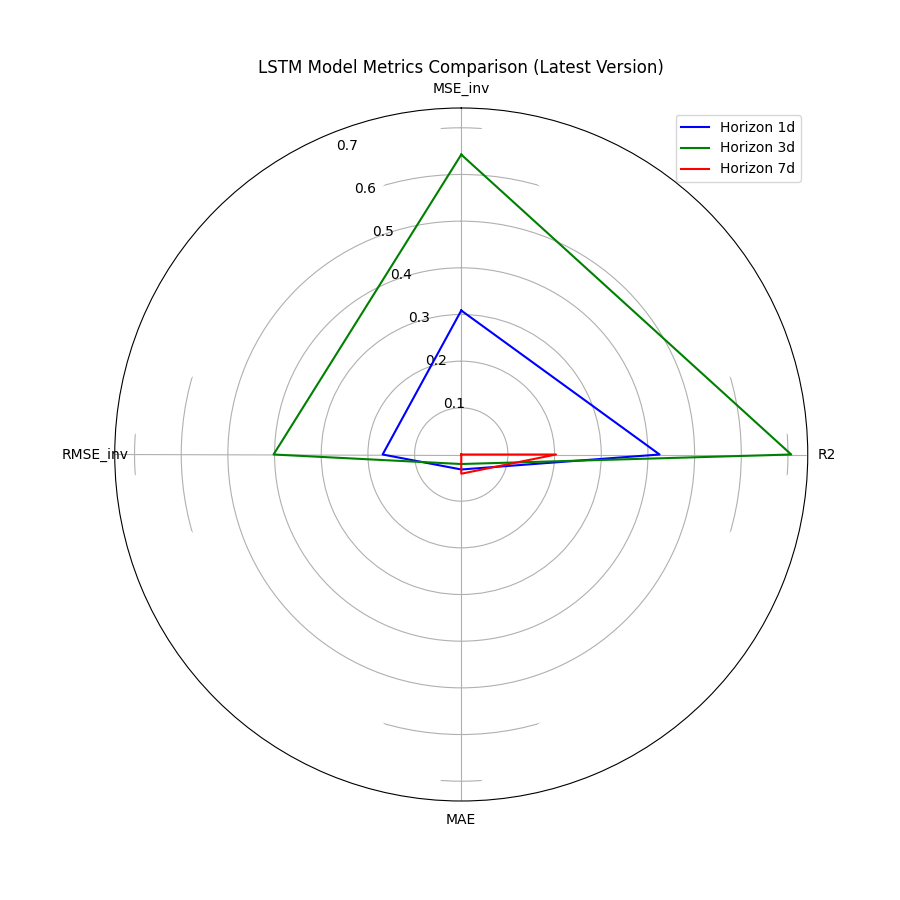 LSTM Model Metrics Comparison (Latest Version)
MSE_inv
Horizon 1d
Horizon 3d
Horizon 7d
0.7
0.6
0.5
0.4
0.3
0.2
0.1
RMSE_inv
R2
MAE